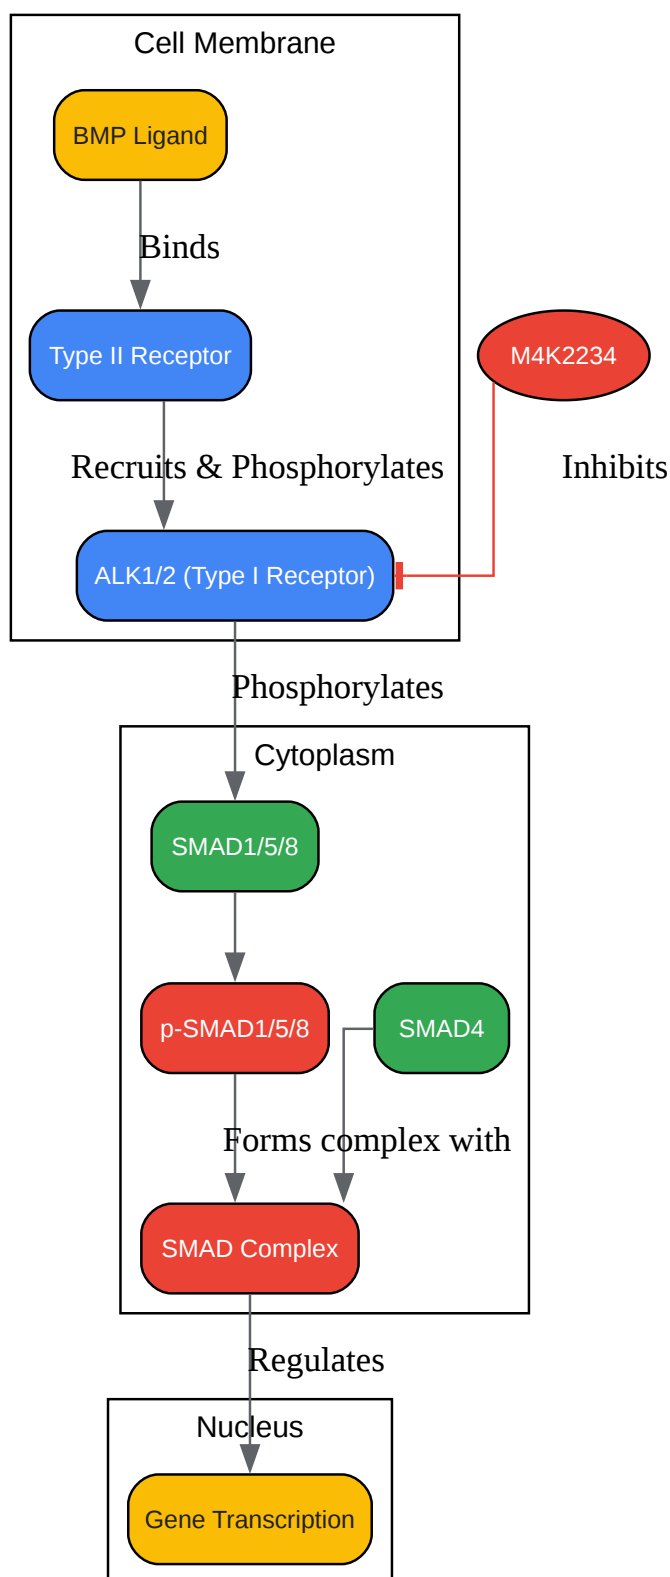 Cell Membrane
BMP Ligand
Binds
Type II Receptor
M4K2234
Recruits & Phosphorylates
Inhibits
ALK1/2 (Type I Receptor)
Phosphorylates
Cytoplasm
SMAD1/5/8
p-SMAD1/5/8
SMAD4
Forms complex with
SMAD Complex
Regulates
Nucleus
Gene Transcription